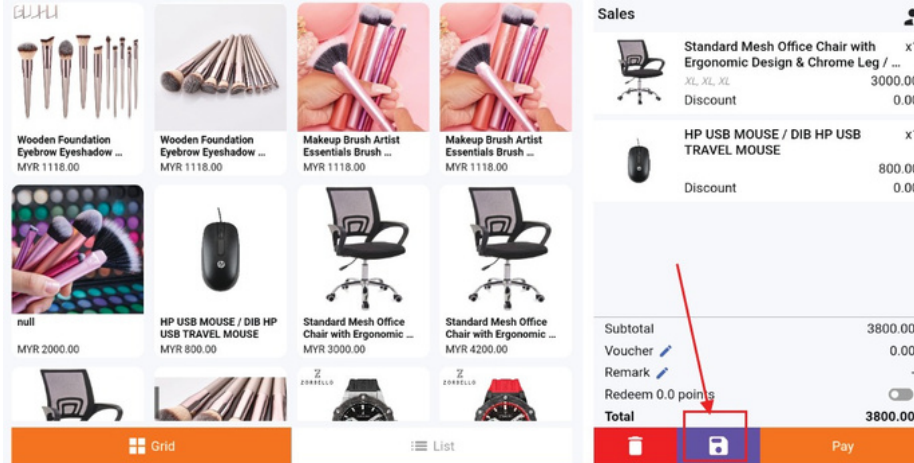 Wooden Foundation
Eyebrow Eyeshadow ...
MYR 1118.00
Wooden Foundation
Eyebrow Eyeshadow ...
MYR 1118.00
Makeup Brush Artist
Essentials Brush ...
MYR 1118.00
Makeup Brush Artist
Essentials Brush ...
MYR 1118.00
null
MYR 2000.00
HP USB MOUSE / DIB HP
USB TRAVEL MOUSE
MYR 800.00
Standard Mesh Office
Chair with Ergonomic ...
MYR 3000.00
Standard Mesh Office
Chair with Ergonomic ...
MYR 4200.00
Z
ZORBELLO
Z
ZORBELLO
Grid
List
Sales
Standard Mesh Office Chair with
Ergonomic Design & Chrome Leg / ...
XL, XL, XL
3000.00
Discount
0.00
HP USB MOUSE / DIB HP USB
TRAVEL MOUSE
800.00
Discount
0.00
Subtotal 3800.00
Voucher 0.00
Remark -
Redeem 0.0 points
Total 3800.00
Pay